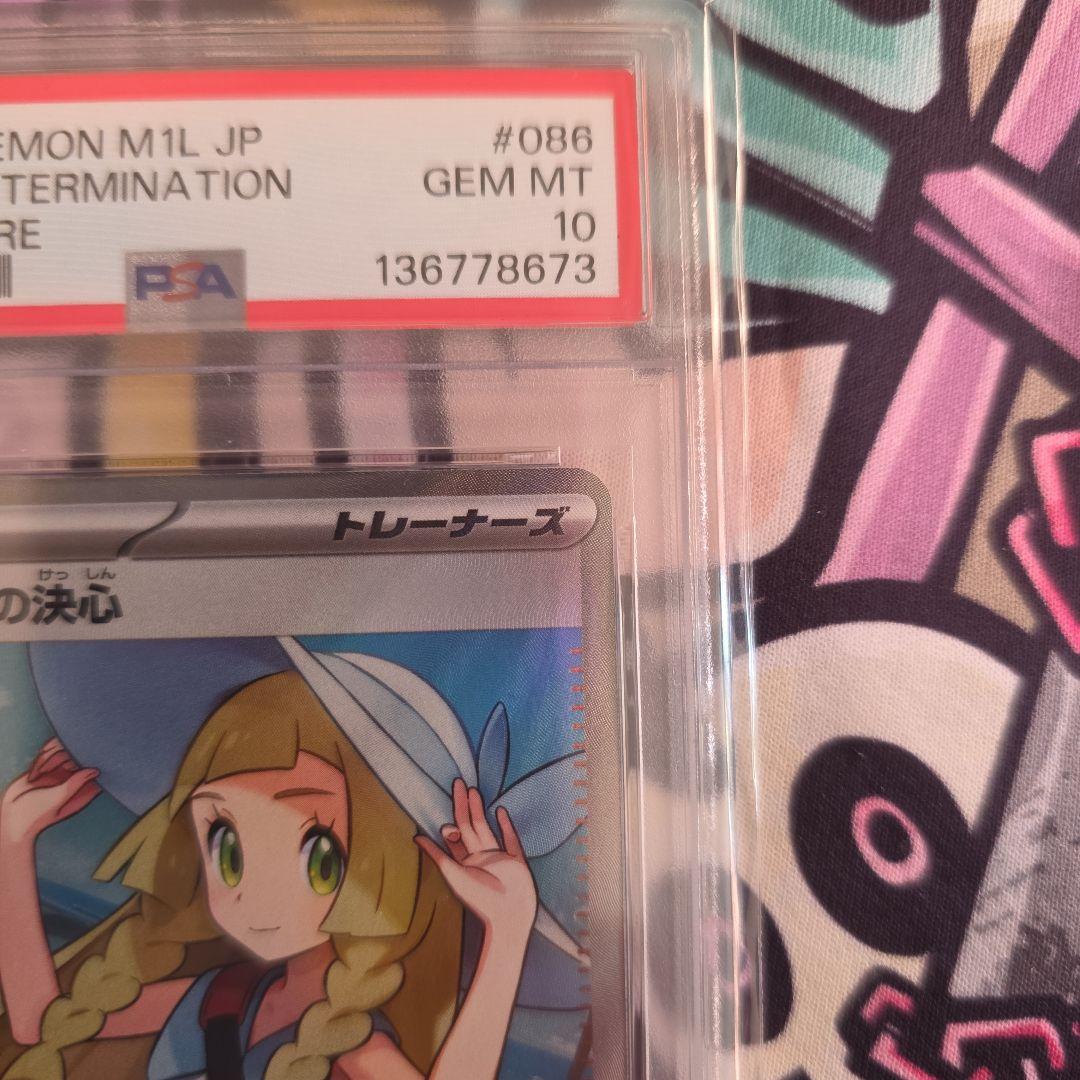 EMON M1L JP #086
TERMINATION GEM MT
RE 10
PSA 136778673
トレーナーズ
けっ しん
の決心